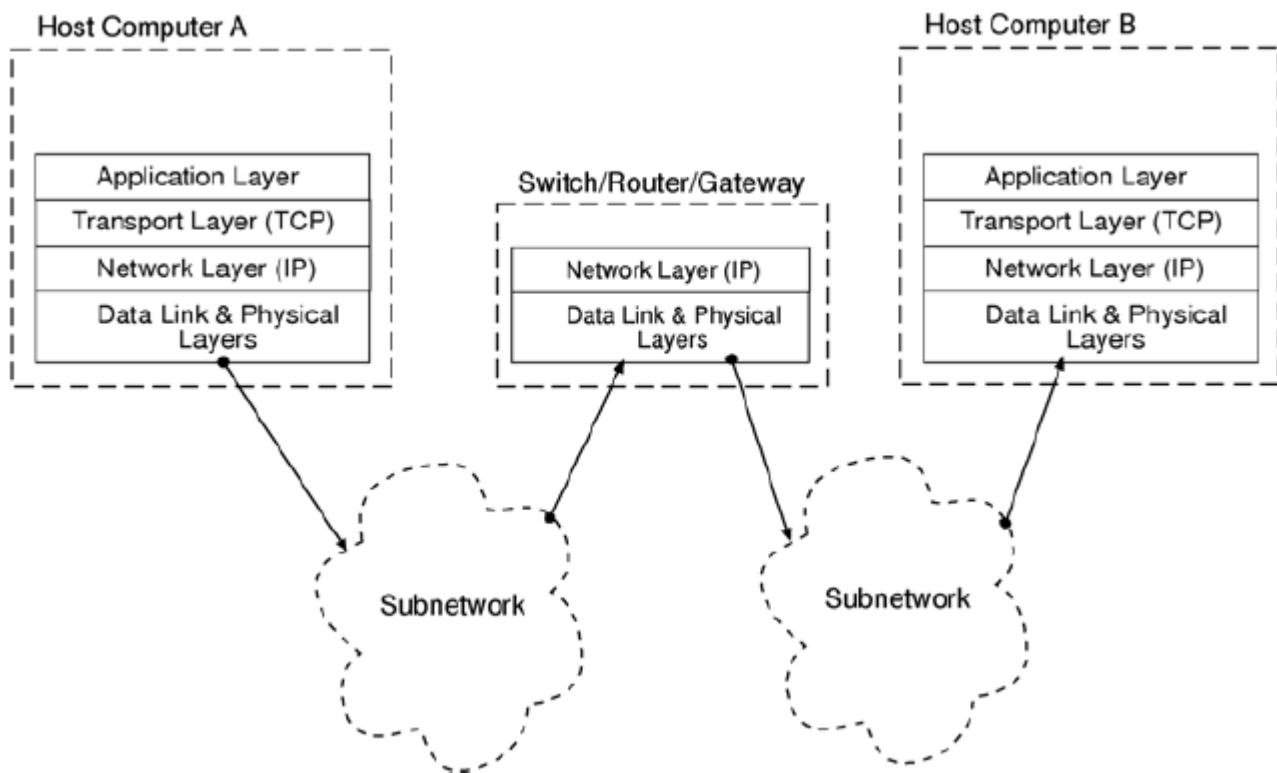 Host Computer A
Application Layer
Transport Layer (TCP)
Network Layer (IP)
Data Link & Physical
Layers
Switch/Router/Gateway
Network Layer (IP)
Data Link & Physical
Layers
Host Computer B
Application Layer
Transport Layer (TCP)
Network Layer (IP)
Data Link & Physical
Layers
Subnetwork
Subnetwork